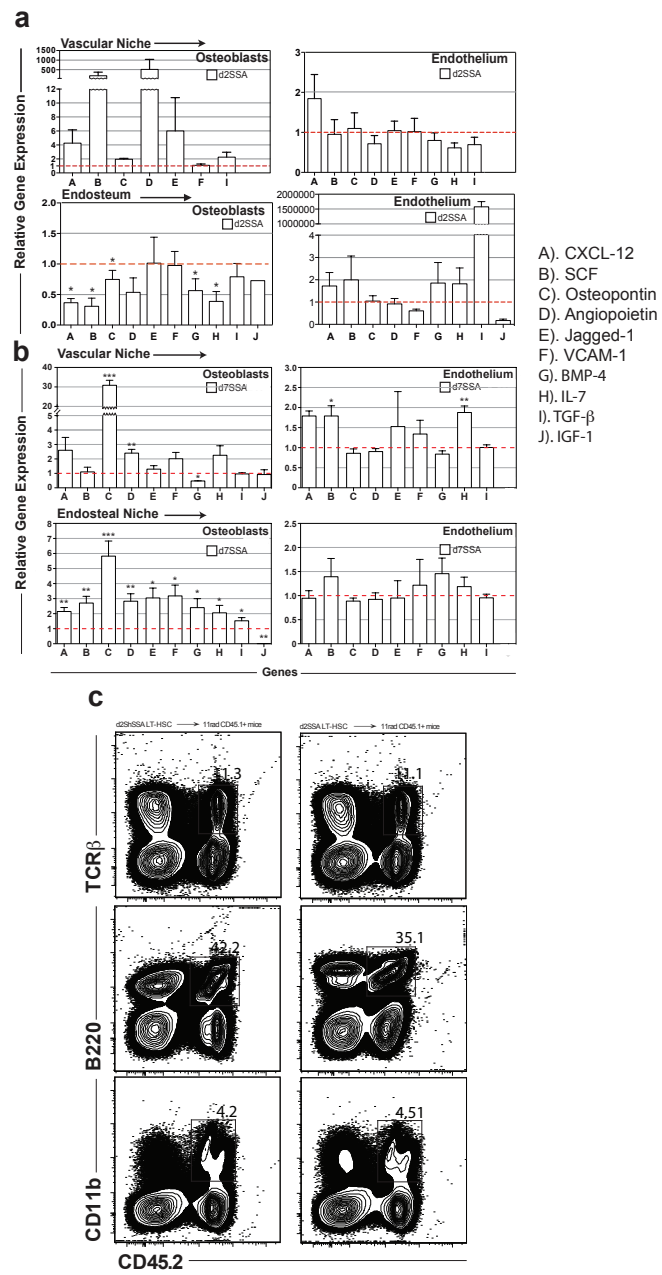 a
Vascular Niche
Osteoblasts
d2SSA
1500
1000
500
12
10
8
6
4
2
1
0
A B C D E F I
Endothelium
d2SSA
3
2
1
0
A B C D E F G H I
Relative Gene Expression
Endosteum
Osteoblasts
d2SSA
2.0
1.5
1.0
0.5
0.0
* * * * *
A B C D E F G H I J
Endothelium
d2SSA
2000000
1500000
1000000
4
3
2
1
0
A B C D E F G H I J
A). CXCL-12
B). SCF
C). Osteopontin
D). Angiopoietin
E). Jagged-1
F). VCAM-1
G). BMP-4
H). IL-7
I). TGF-β
J). IGF-1
b
Vascular Niche
Osteoblasts
d7SSA
40
30
20
6
5
4
3
2
1
0
*** ** *
A B C D E F G H I J
Endothelium
d7SSA
3.0
2.5
2.0
1.5
1.0
0.5
0.0
* **
A B C D E F G H I
Relative Gene Expression
Endosteal Niche
Osteoblasts
d7SSA
8
7
6
5
4
3
2
1
0
** ** *** ** * * * * * **
A B C D E F G H I J
Endothelium
d7SSA
2.5
2.0
1.5
1.0
0.5
0.0
A B C D E F G H I
Genes
c
d2ShSSA LT-HSC → 11rad CD45.1+ mice
d2SSA LT-HSC → 11rad CD45.1+ mice
TCRβ
11.3
11.1
B220
42.2
35.1
CD11b
4.2
4,51
CD45.2